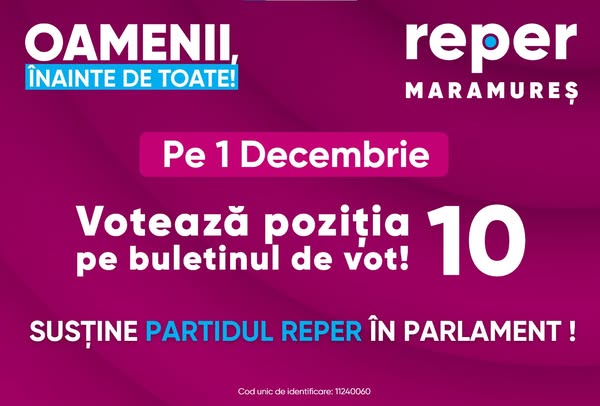 OAMENII,
ÎNAINTE DE TOATE!
reper
MARAMUREȘ
Pe 1 Decembrie
Votează poziția
pe buletinul de vot!
10
SUSȚINE PARTIDUL REPER ÎN PARLAMENT !
Cod unic de identificare: 11240060